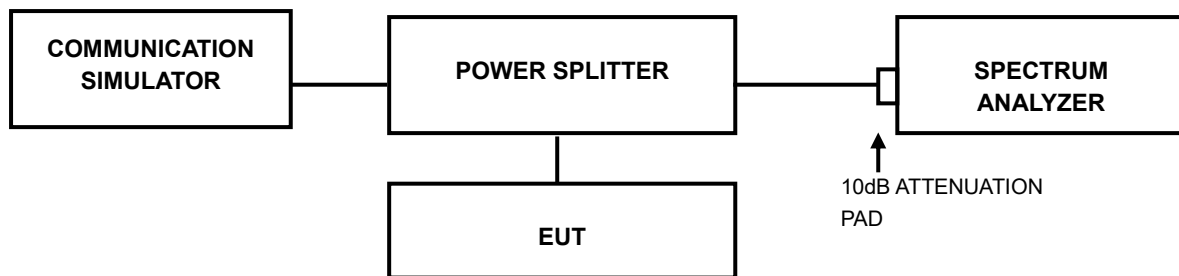 COMMUNICATION
SIMULATOR
POWER SPLITTER
SPECTRUM
ANALYZER
10dB ATTENUATION
PAD
EUT